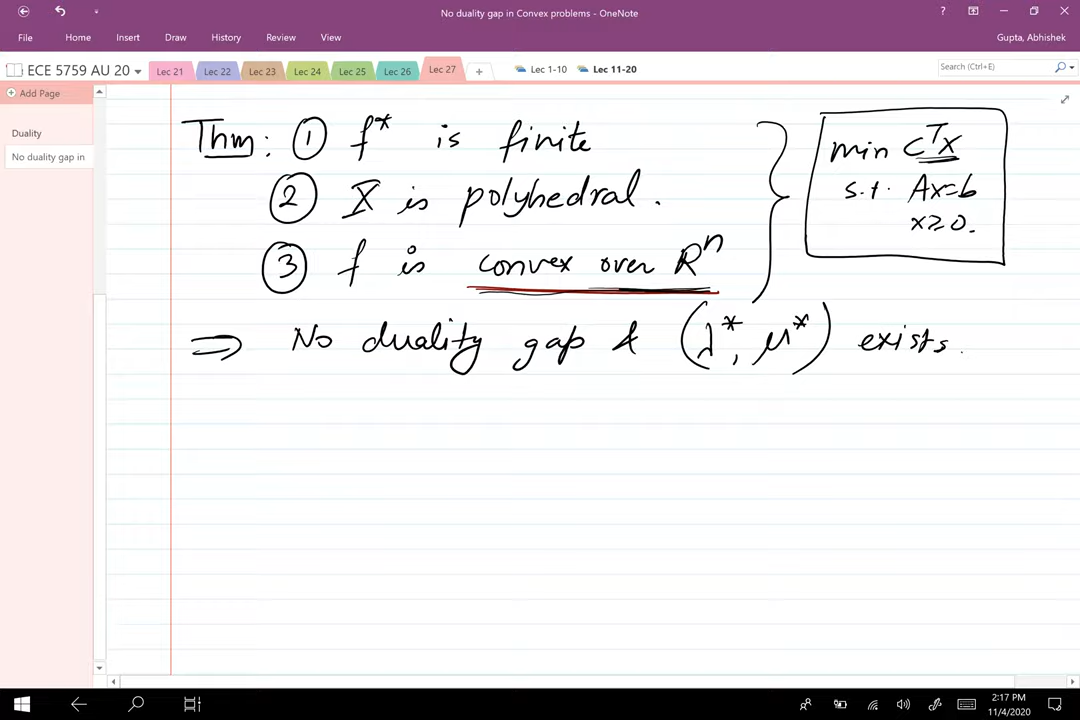 No duality gap in Convex problems - OneNote
?
File Home Insert Draw History Review View
Gupta, Abhishek
ECE 5759 AU 20
Lec 21 Lec 22 Lec 23 Lec 24 Lec 25 Lec 26 Lec 27 +
Lec 1-10 Lec 11-20
Search (Ctrl+E)
Add Page
Duality
No duality gap in
Thm: ① f* is finite
② X is polyhedral.
③ f is convex over Rⁿ
⇒ No duality gap & (λ*, μ*) exists.
min cᵀx
s.t. Ax=b
x≥0.
2:17 PM
11/4/2020